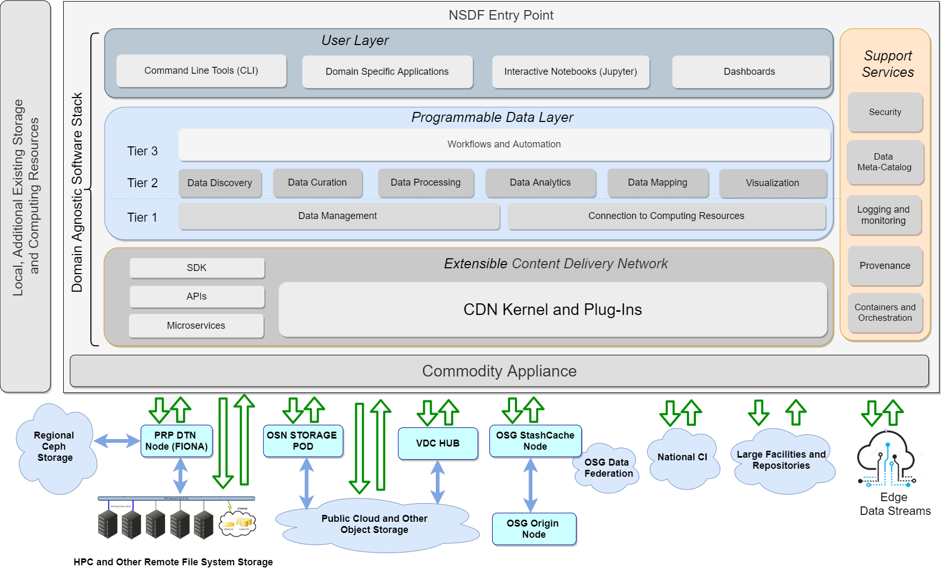 NSDF Entry Point
Local, Additional Existing Storage
and Computing Resources
Domain Agnostic Software Stack
User Layer
Command Line Tools (CLI)
Domain Specific Applications
Interactive Notebooks (Jupyter)
Dashboards
Programmable Data Layer
Tier 3
Workflows and Automation
Tier 2
Data Discovery
Data Curation
Data Processing
Data Analytics
Data Mapping
Visualization
Tier 1
Data Management
Connection to Computing Resources
Extensible Content Delivery Network
SDK
APIs
Microservices
CDN Kernel and Plug-Ins
Support
Services
Security
Data
Meta-Catalog
Logging and
monitoring
Provenance
Containers and
Orchestration
Commodity Appliance
Regional
Ceph
Storage
PRP DTN
Node (FIONA)
OSN STORAGE
POD
VDC HUB
OSG StashCache
Node
OSG Data
Federation
National CI
Large Facilities and
Repositories
Edge
Data Streams
Public Cloud and Other
Object Storage
OSG Origin
Node
HPC and Other Remote File System Storage